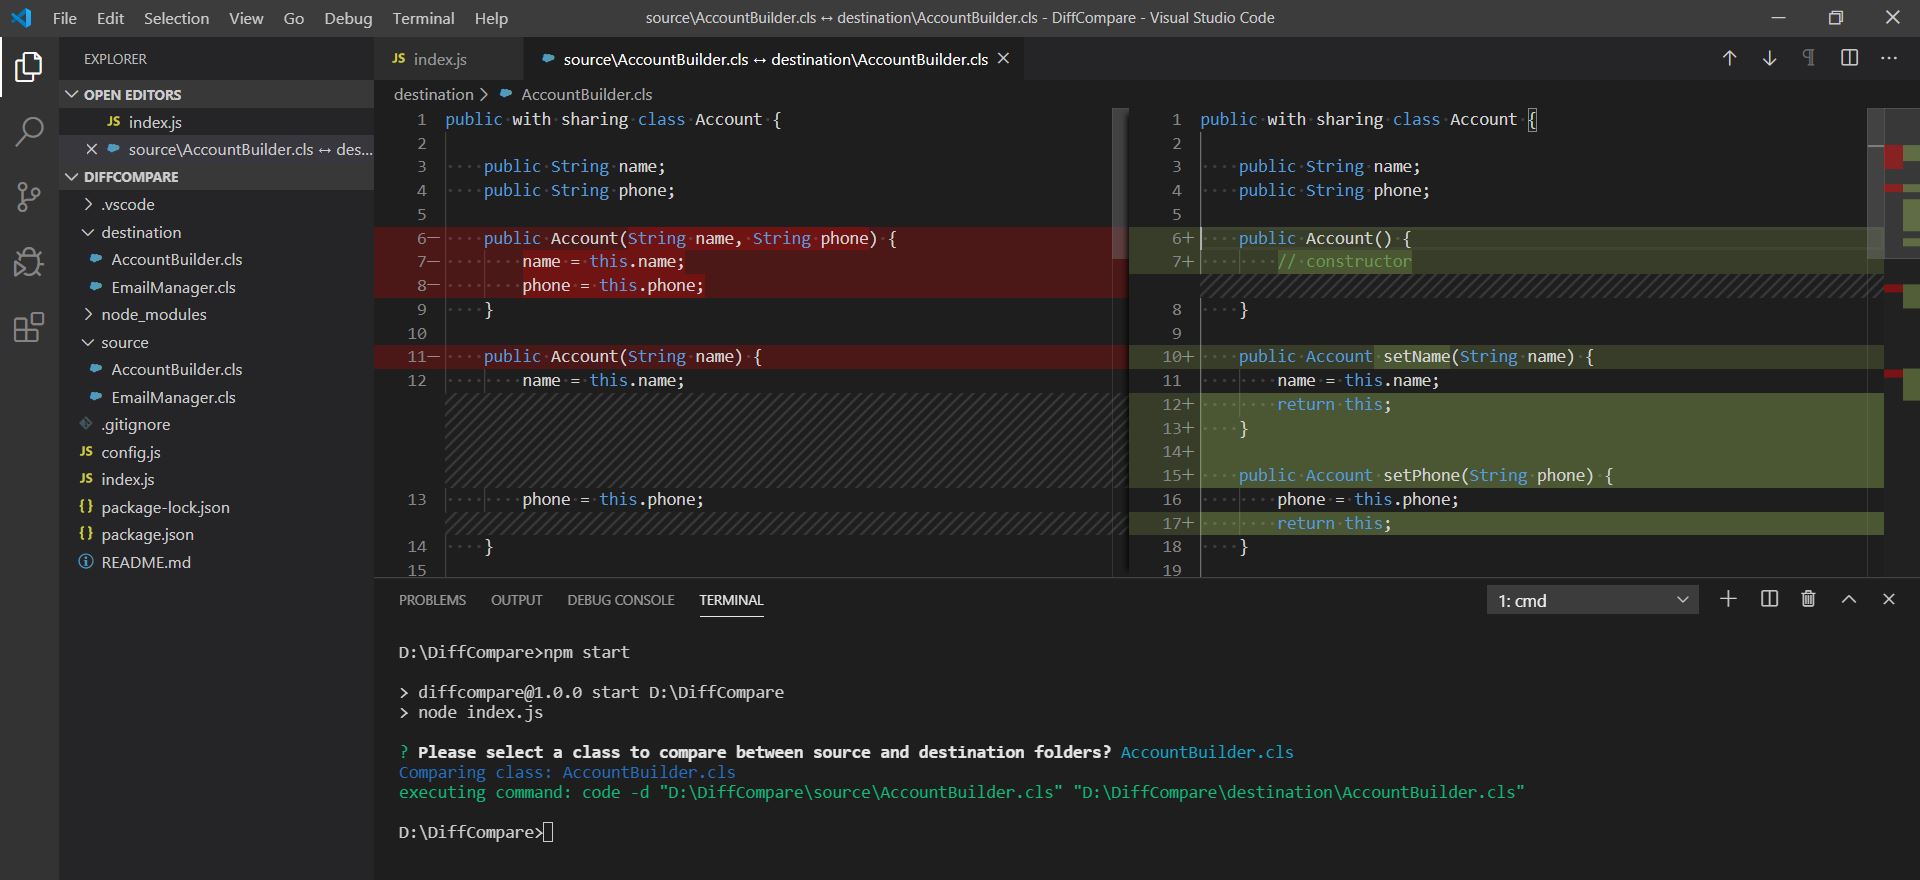 File Edit Selection View Go Debug Terminal Help
source\AccountBuilder.cls ↔ destination\AccountBuilder.cls - DiffCompare - Visual Studio Code
EXPLORER
OPEN EDITORS
JS index.js
source\AccountBuilder.cls ↔ des...
DIFFCOMPARE
.vscode
destination
AccountBuilder.cls
EmailManager.cls
node_modules
source
AccountBuilder.cls
EmailManager.cls
.gitignore
JS config.js
JS index.js
{} package-lock.json
{} package.json
README.md
JS index.js
source\AccountBuilder.cls ↔ destination\AccountBuilder.cls
destination > AccountBuilder.cls
1 public with sharing class Account {
2
3 public String name;
4 public String phone;
5
6— public Account(String name, String phone) {
7— name = this.name;
8— phone = this.phone;
9 }
10
11— public Account(String name) {
12 name = this.name;
13 phone = this.phone;
14 }
15
1 public with sharing class Account {
2
3 public String name;
4 public String phone;
5
6+ public Account() {
7+ // constructor
8 }
9
10+ public Account setName(String name) {
11 name = this.name;
12+ return this;
13+ }
14+
15+ public Account setPhone(String phone) {
16 phone = this.phone;
17+ return this;
18 }
19
PROBLEMS OUTPUT DEBUG CONSOLE TERMINAL
1: cmd
D:\DiffCompare>npm start
> diffcompare@1.0.0 start D:\DiffCompare
> node index.js
? Please select a class to compare between source and destination folders? AccountBuilder.cls
Comparing class: AccountBuilder.cls
executing command: code -d "D:\DiffCompare\source\AccountBuilder.cls" "D:\DiffCompare\destination\AccountBuilder.cls"
D:\DiffCompare>